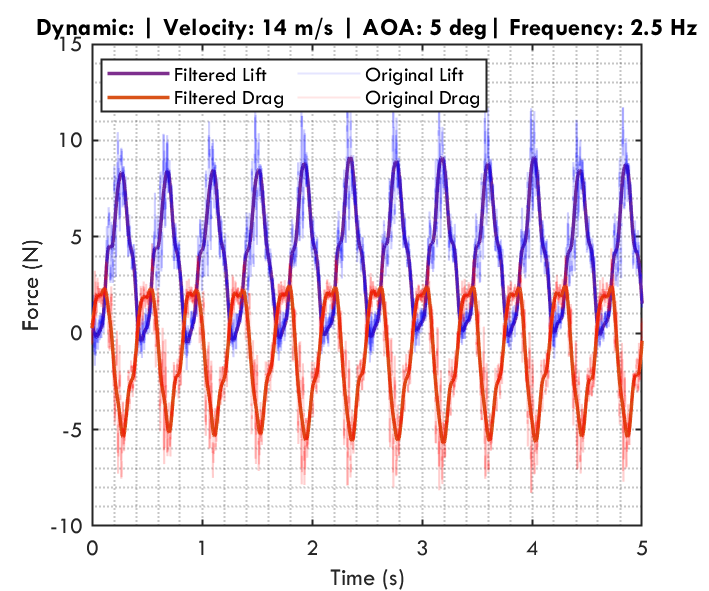 Dynamic: | Velocity: 14 m/s | AOA: 5 deg| Frequency: 2.5 Hz
15
Filtered Lift Original Lift
Filtered Drag Original Drag
10
5
0
-5
-10
Force (N)
0 1 2 3 4 5
Time (s)